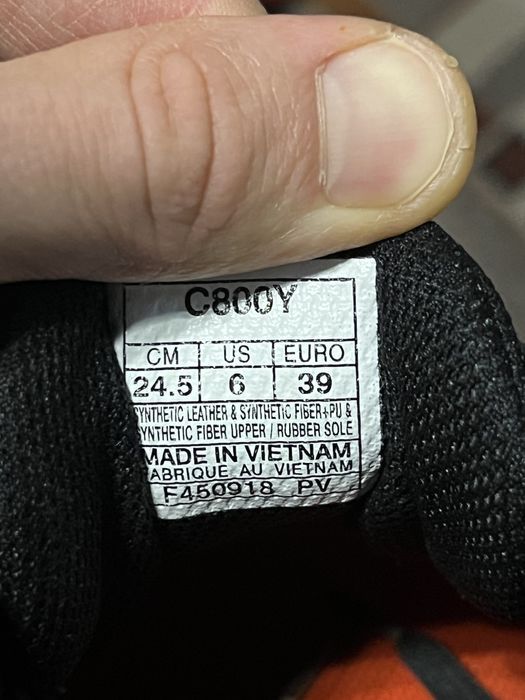 C800Y
CM US EURO
24.5 6 39
SYNTHETIC LEATHER & SYNTHETIC FIBER+PU &
SYNTHETIC FIBER UPPER / RUBBER SOLE
MADE IN VIETNAM
FABRIQUE AU VIETNAM
F450918 PV